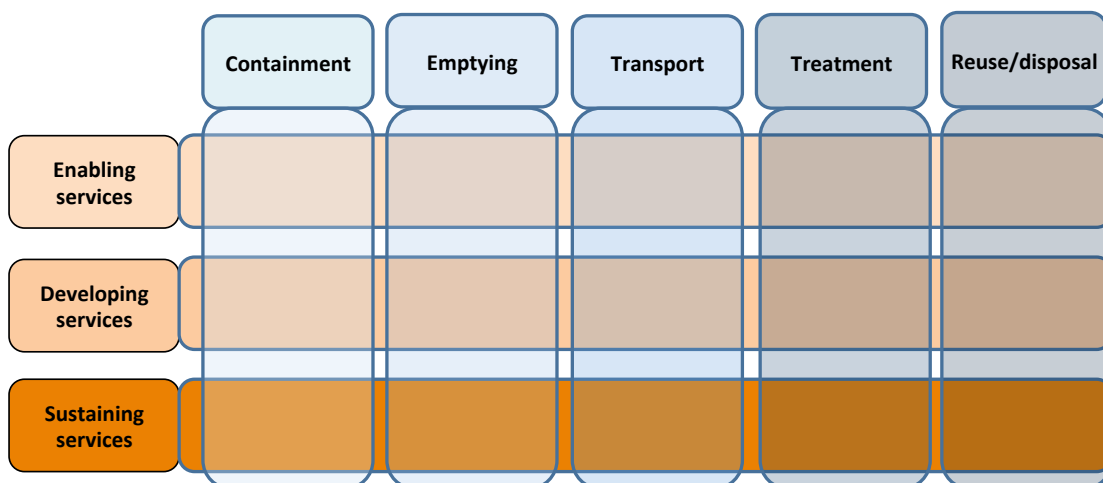 Containment
Emptying
Transport
Treatment
Reuse/disposal
Enabling
services
Developing
services
Sustaining
services